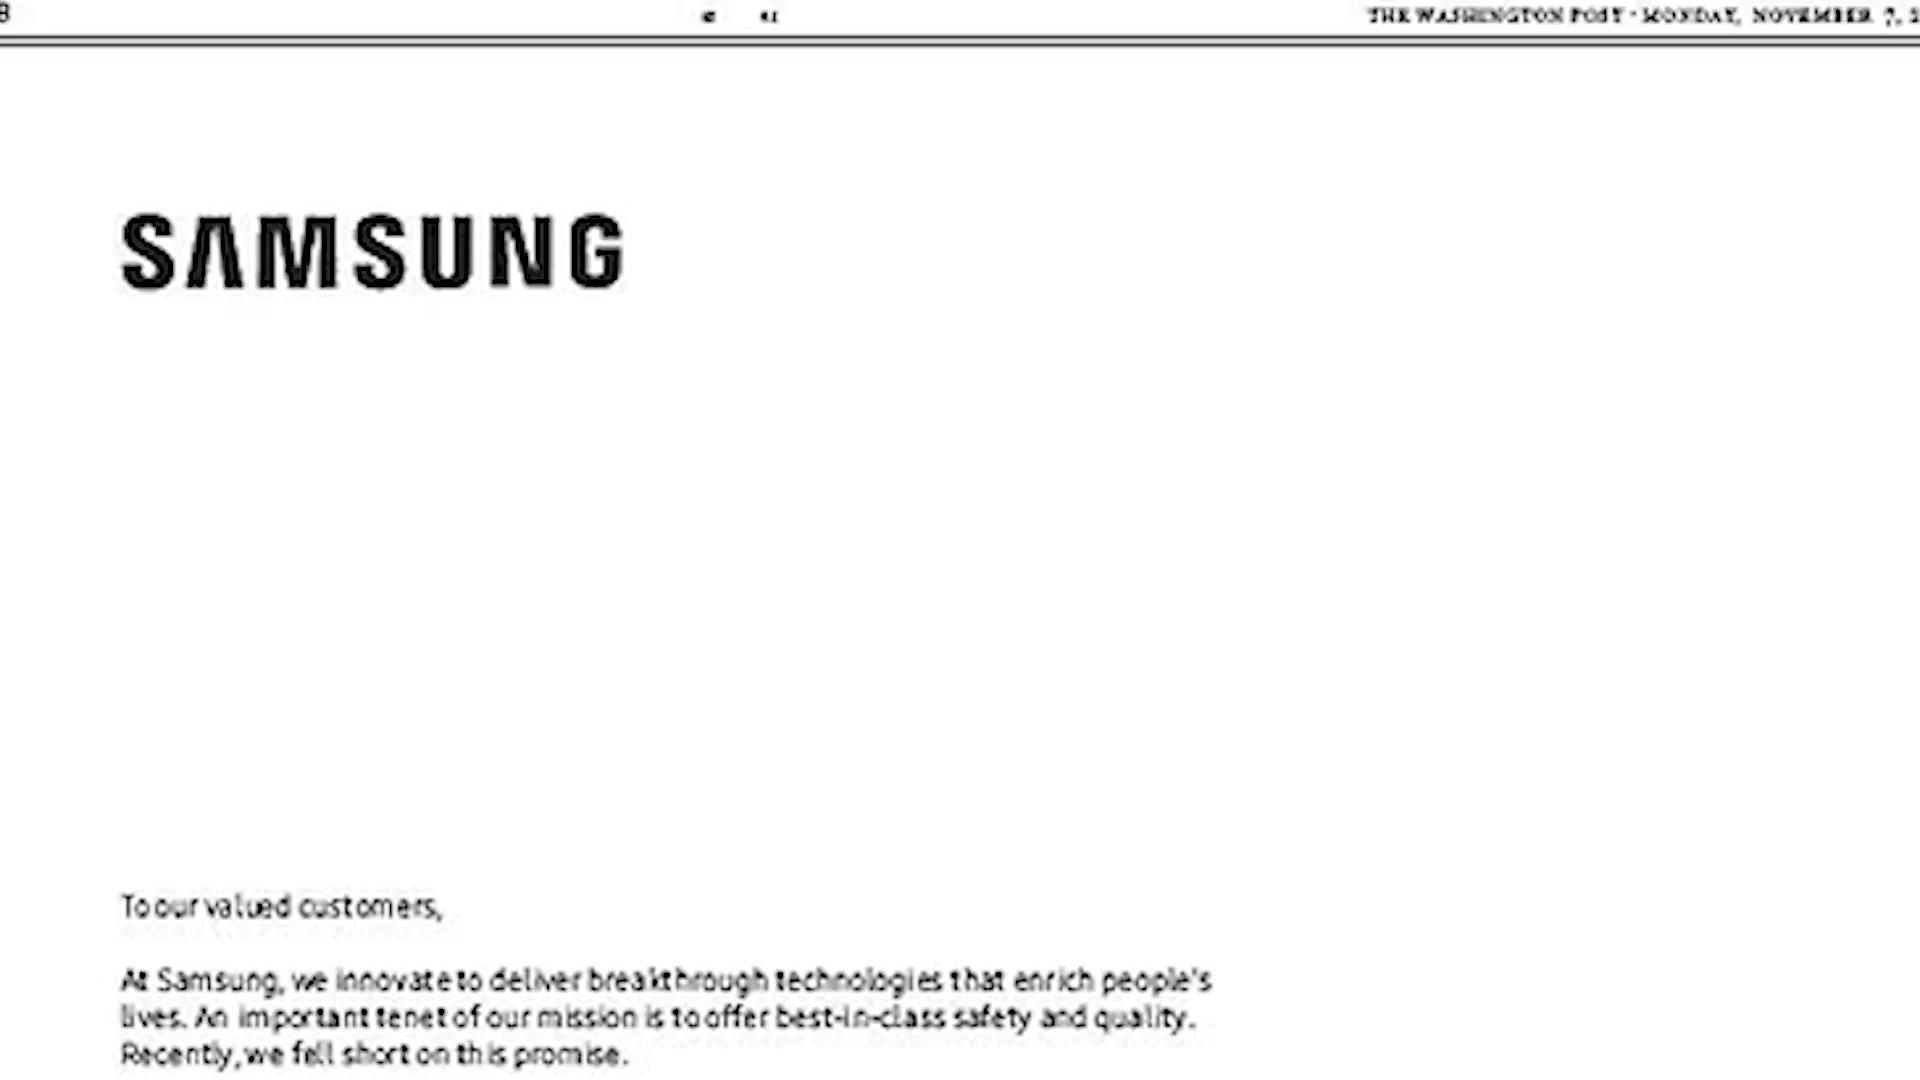 THE WASHINGTON POST · MONDAY, NOVEMBER 7,
SAMSUNG
To our valued customers,
At Samsung, we innovate to deliver breakthrough technologies that enrich people's
lives. An important tenet of our mission is to offer best-in-class safety and quality.
Recently, we fell short on this promise.